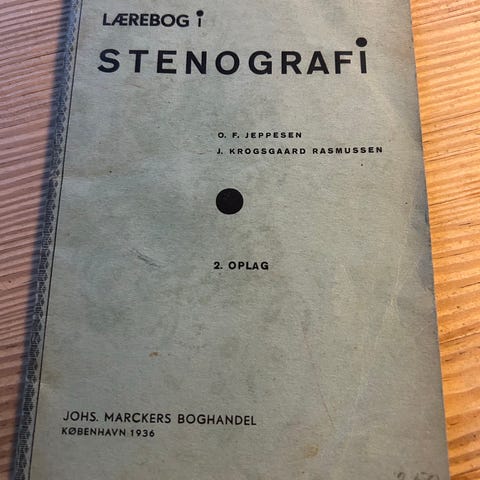 LÆREBOG i
STENOGRAFi
O. F. JEPPESEN
J. KROGSGAARD RASMUSSEN
2. OPLAG
JOHS. MARCKERS BOGHANDEL
KØBENHAVN 1936